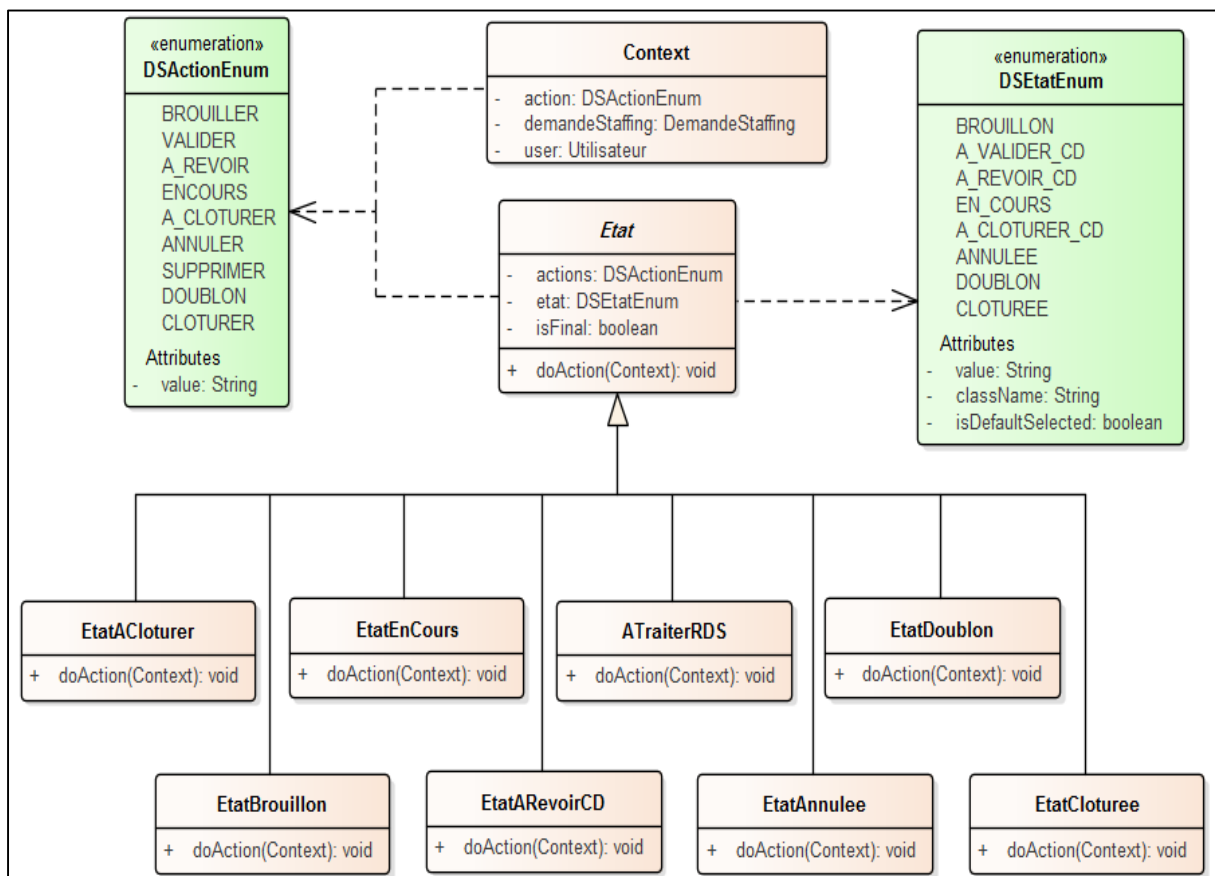 «enumeration»
DSActionEnum
BROUILLER
VALIDER
A_REVOIR
ENCOURS
A_CLOTURER
ANNULER
SUPPRIMER
DOUBLON
CLOTURER
Attributes
- value: String
Context
- action: DSActionEnum
- demandeStaffing: DemandeStaffing
- user: Utilisateur
Etat
- actions: DSActionEnum
- etat: DSEtatEnum
- isFinal: boolean
+ doAction(Context): void
«enumeration»
DSEtatEnum
BROUILLON
A_VALIDER_CD
A_REVOIR_CD
EN_COURS
A_CLOTURER_CD
ANNULEE
DOUBLON
CLOTUREE
Attributes
- value: String
- className: String
- isDefaultSelected: boolean
EtatACloturer
+ doAction(Context): void
EtatEnCours
+ doAction(Context): void
ATraiterRDS
+ doAction(Context): void
EtatDoublon
+ doAction(Context): void
EtatBrouillon
+ doAction(Context): void
EtatARevoirCD
+ doAction(Context): void
EtatAnnulee
+ doAction(Context): void
EtatCloturee
+ doAction(Context): void